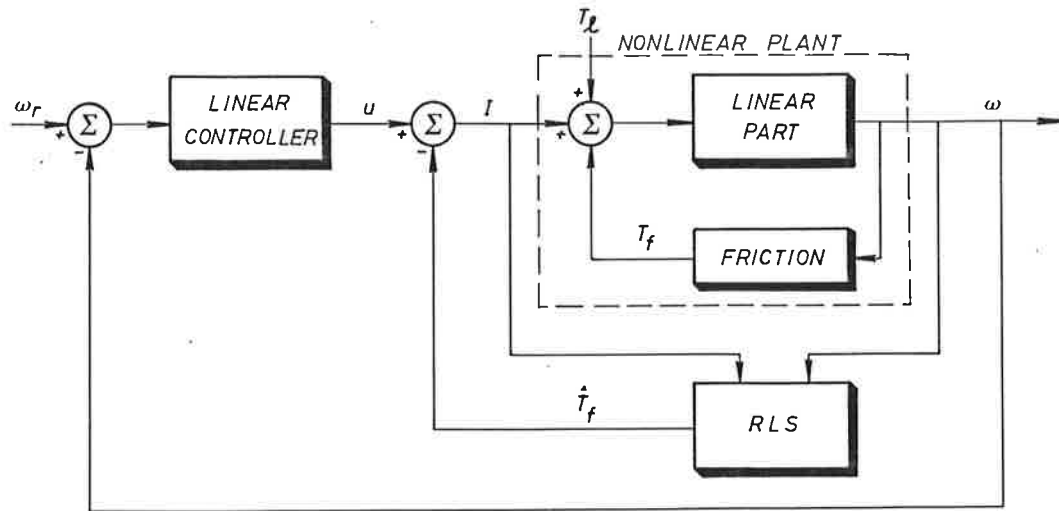 T_ℓ
NONLINEAR PLANT
ω_r
+
-
Σ
LINEAR
CONTROLLER
u
+
-
Σ
I
+
+
Σ
LINEAR
PART
ω
T_f
FRICTION
T̂_f
RLS